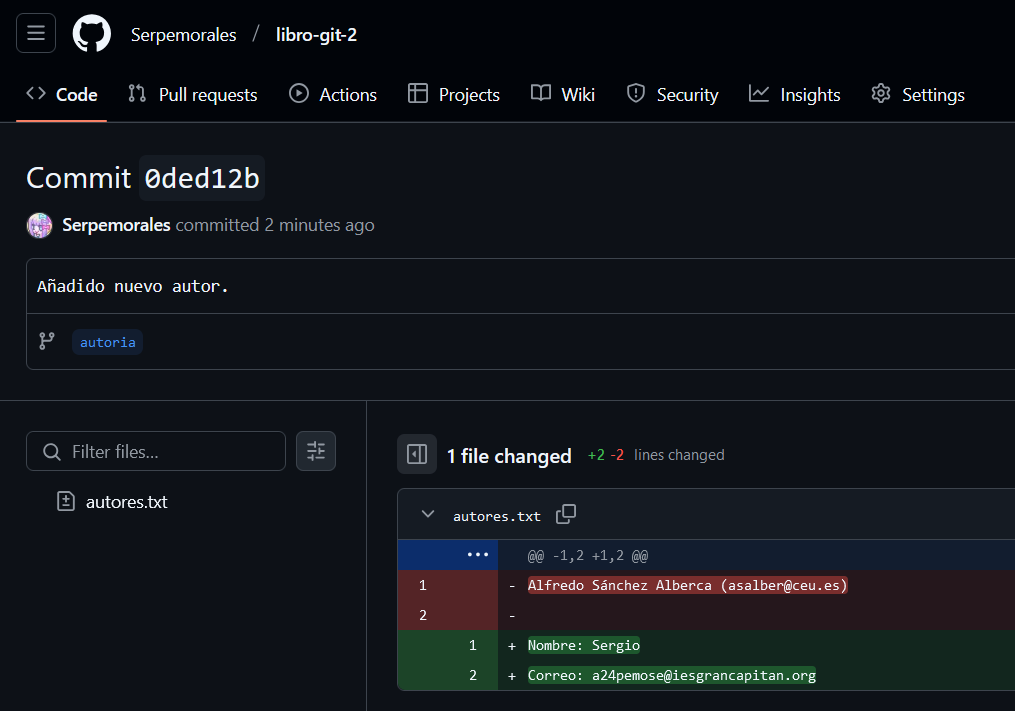 Serpemorales / libro-git-2
Code Pull requests Actions Projects Wiki Security Insights Settings
Commit 0ded12b
Serpemorales committed 2 minutes ago
Añadido nuevo autor.
autoria
Filter files...
autores.txt
1 file changed +2 -2 lines changed
autores.txt
@@ -1,2 +1,2 @@
1 - Alfredo Sánchez Alberca (asalber@ceu.es)
2 -
1 + Nombre: Sergio
2 + Correo: a24pemose@iesgrancapitan.org